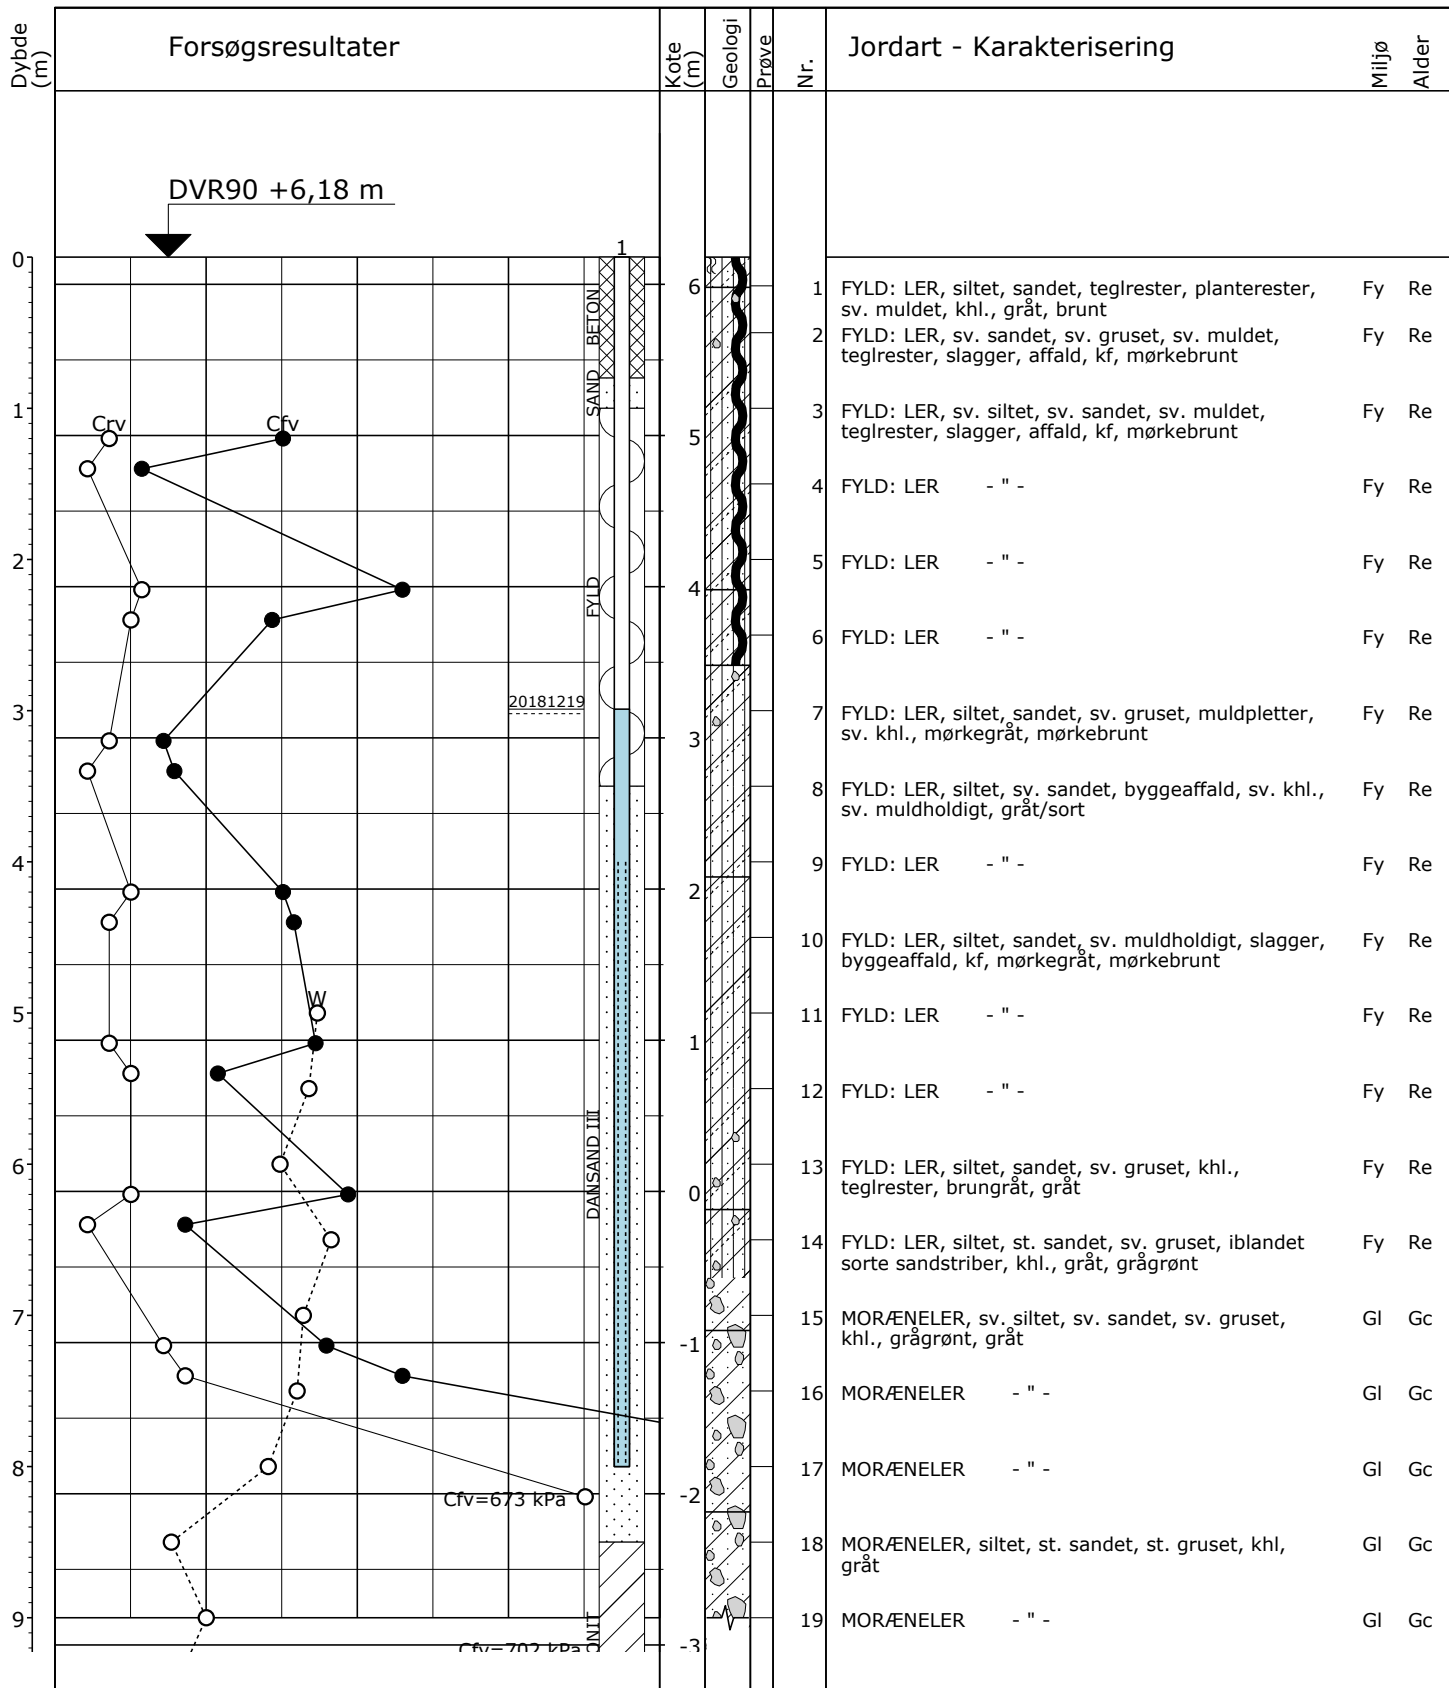 Dybde (m)
Forsøgsresultater
Kote (m)
Geologi
Prøve
Nr.
Jordart - Karakterisering
Miljø
Alder
DVR90 +6,18 m
1
0
1
2
3
4
5
6
7
8
9
Crv
Cfv
W
20181219
Cfv=673 kPa
Cfv=702 kPa
BETON
SAND
FYLD
DANSAND III
ONIT
6
5
4
3
2
1
0
-1
-2
-3
1 FYLD: LER, siltet, sandet, teglrester, planterester, Fy Re
sv. muldet, khl., gråt, brunt
2 FYLD: LER, sv. sandet, sv. gruset, sv. muldet, Fy Re
teglrester, slagger, affald, kf, mørkebrunt
3 FYLD: LER, sv. siltet, sv. sandet, sv. muldet, Fy Re
teglrester, slagger, affald, kf, mørkebrunt
4 FYLD: LER - " - Fy Re
5 FYLD: LER - " - Fy Re
6 FYLD: LER - " - Fy Re
7 FYLD: LER, siltet, sandet, sv. gruset, muldpletter, Fy Re
sv. khl., mørkegråt, mørkebrunt
8 FYLD: LER, siltet, sv. sandet, byggeaffald, sv. khl., Fy Re
sv. muldholdigt, gråt/sort
9 FYLD: LER - " - Fy Re
10 FYLD: LER, siltet, sandet, sv. muldholdigt, slagger, Fy Re
byggeaffald, kf, mørkegråt, mørkebrunt
11 FYLD: LER - " - Fy Re
12 FYLD: LER - " - Fy Re
13 FYLD: LER, siltet, sandet, sv. gruset, khl., Fy Re
teglrester, brungråt, gråt
14 FYLD: LER, siltet, st. sandet, sv. gruset, iblandet Fy Re
sorte sandstriber, khl., gråt, grågrønt
15 MORÆNELER, sv. siltet, sv. sandet, sv. gruset, Gl Gc
khl., grågrønt, gråt
16 MORÆNELER - " - Gl Gc
17 MORÆNELER - " - Gl Gc
18 MORÆNELER, siltet, st. sandet, st. gruset, khl, Gl Gc
gråt
19 MORÆNELER - " - Gl Gc